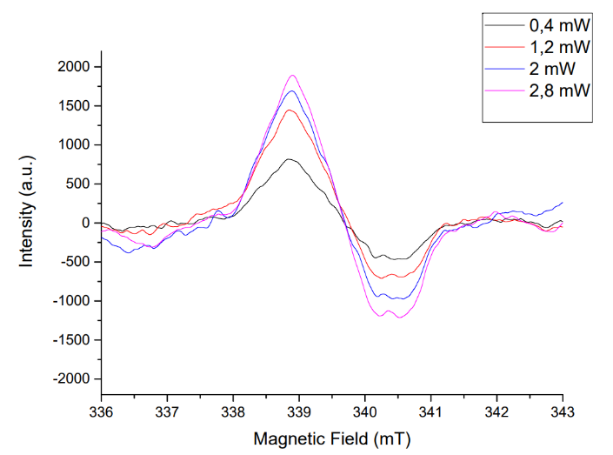 0,4 mW
1,2 mW
2 mW
2,8 mW
2000
1500
1000
500
0
-500
-1000
-1500
-2000
Intensity (a.u.)
336 337 338 339 340 341 342 343
Magnetic Field (mT)